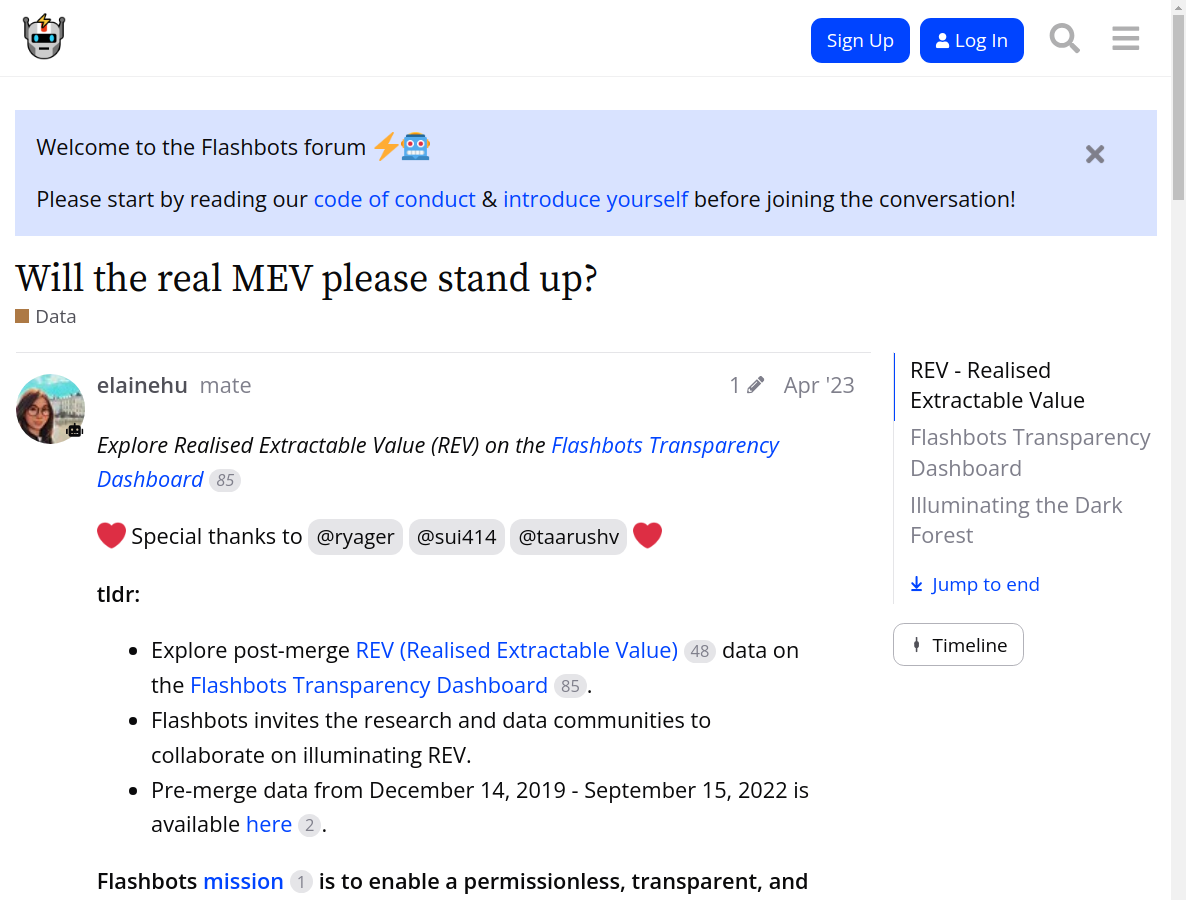 Sign Up
Log In
Welcome to the Flashbots forum
Please start by reading our code of conduct & introduce yourself before joining the conversation!
Will the real MEV please stand up?
Data
elainehu mate
1
Apr '23
Explore Realised Extractable Value (REV) on the Flashbots Transparency
Dashboard 85
Special thanks to @ryager @sui414 @taarushv
tldr:
Explore post-merge REV (Realised Extractable Value) 48 data on
the Flashbots Transparency Dashboard 85.
Flashbots invites the research and data communities to
collaborate on illuminating REV.
Pre-merge data from December 14, 2019 - September 15, 2022 is
available here 2.
Flashbots mission 1 is to enable a permissionless, transparent, and
REV - Realised
Extractable Value
Flashbots Transparency
Dashboard
Illuminating the Dark
Forest
Jump to end
Timeline